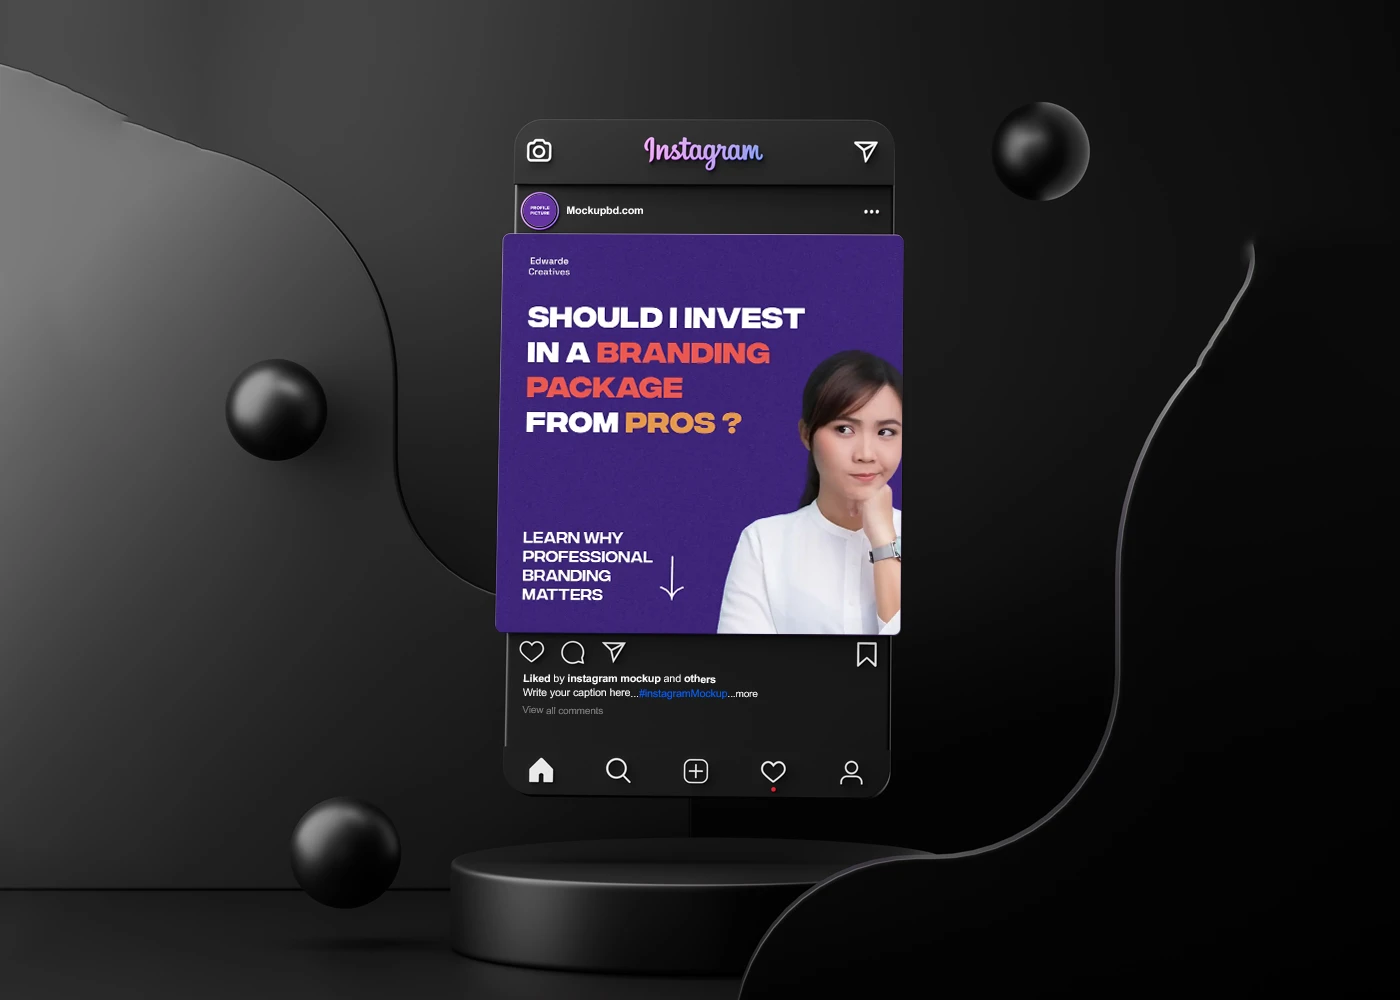 Instagram
PROFILE
PICTURE
Mockupbd.com
Edwarde
Creatives
SHOULD I INVEST
IN A BRANDING
PACKAGE
FROM PROS ?
LEARN WHY
PROFESSIONAL
BRANDING
MATTERS
Liked by instagram mockup and others
Write your caption here...#instagramMockup...more
View all comments